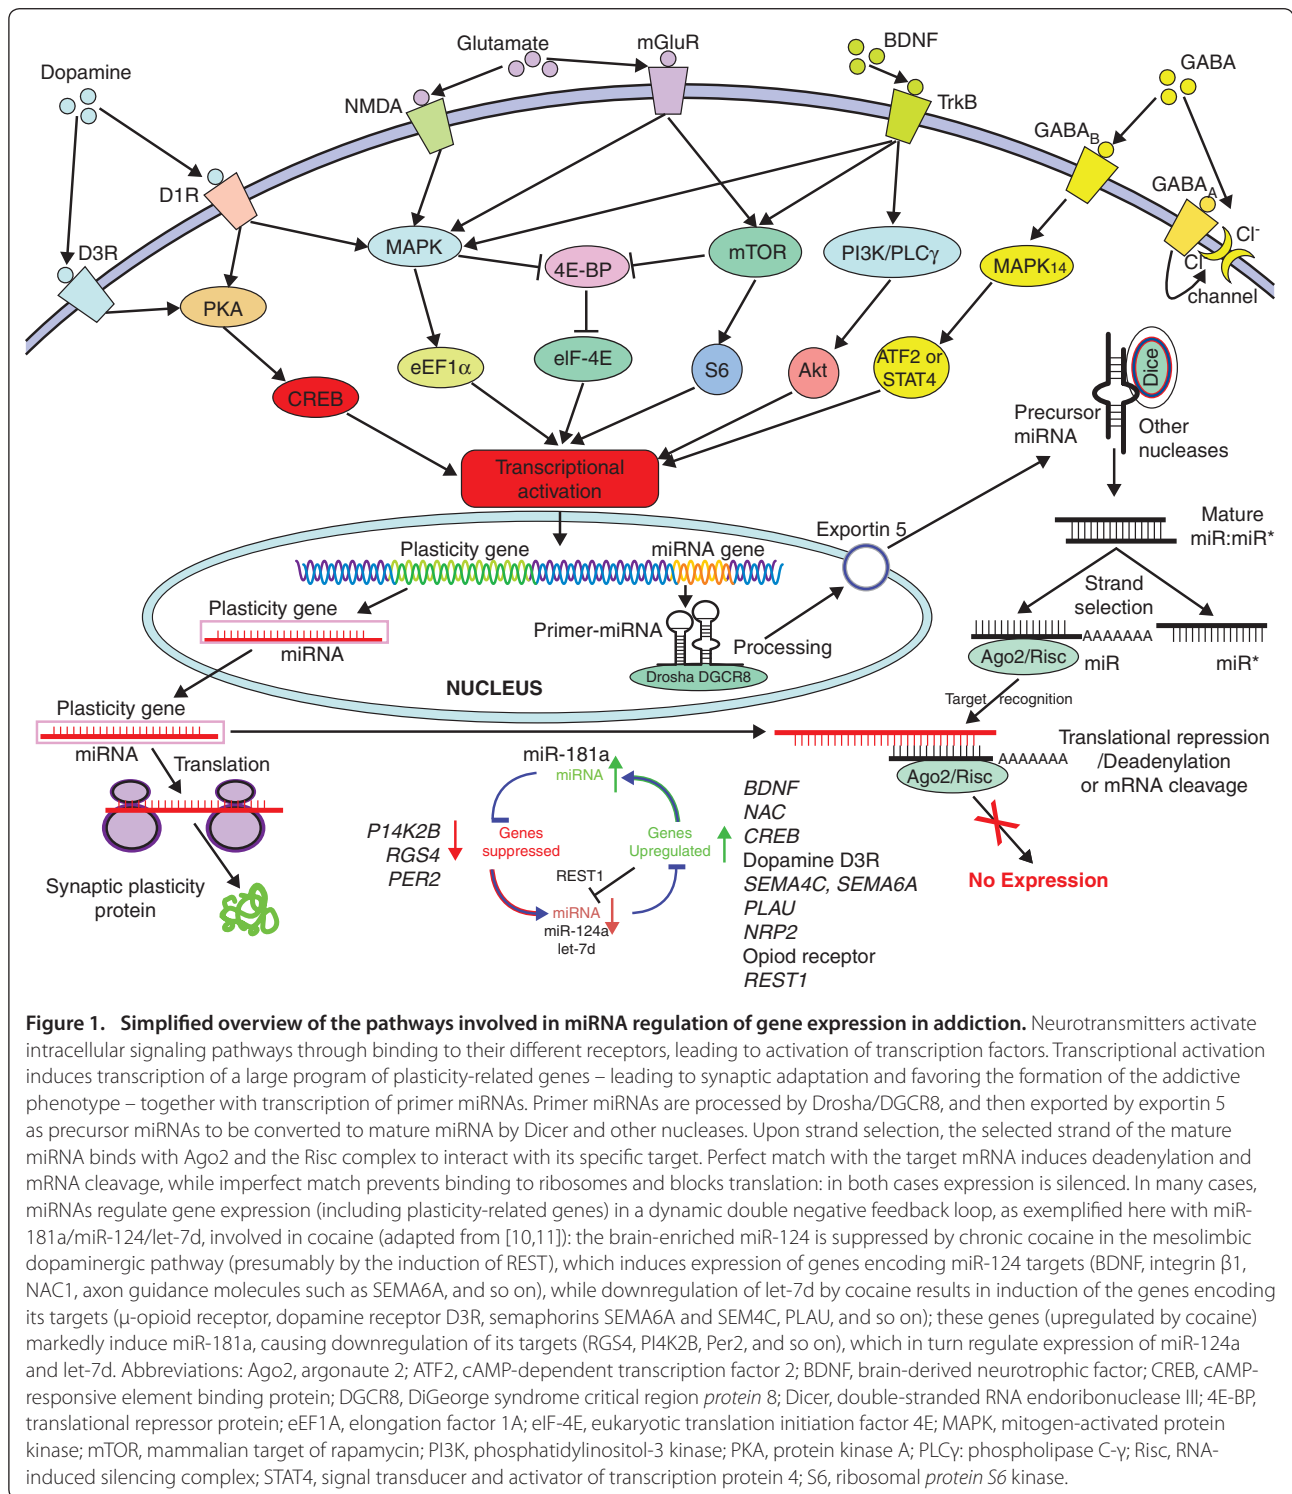 Glutamate
mGluR
BDNF
Dopamine
GABA
NMDA
TrkB
GABA_B
D1R
GABA_A
D3R
Cl-
MAPK
4E-BP
mTOR
PI3K/PLCγ
MAPK14
Cl
channel
PKA
eEF1α
eIF-4E
S6
Akt
ATF2 or
STAT4
Dice
CREB
Precursor
miRNA
Other
nucleases
Transcriptional
activation
Exportin 5
Mature
miR:miR*
Plasticity gene
miRNA gene
Strand
selection
Plasticity gene
miRNA
Primer-miRNA
Processing
AAAAAAA
Ago2/Risc
miR
miR*
Drosha DGCR8
NUCLEUS
Target recognition
Plasticity gene
miRNA
Translational repression
/Deadenylation
or mRNA cleavage
AAAAAAA
Ago2/Risc
Translation
miR-181a
miRNA
BDNF
NAC
CREB
Dopamine D3R
SEMA4C, SEMA6A
PLAU
NRP2
Opiod receptor
REST1
P14K2B
RGS4
PER2
Genes
suppressed
Genes
Upregulated
REST1
miRNA
miR-124a
let-7d
No Expression
Synaptic plasticity
protein
Figure 1. Simplified overview of the pathways involved in miRNA regulation of gene expression in addiction. Neurotransmitters activate
intracellular signaling pathways through binding to their different receptors, leading to activation of transcription factors. Transcriptional activation
induces transcription of a large program of plasticity-related genes – leading to synaptic adaptation and favoring the formation of the addictive
phenotype – together with transcription of primer miRNAs. Primer miRNAs are processed by Drosha/DGCR8, and then exported by exportin 5
as precursor miRNAs to be converted to mature miRNA by Dicer and other nucleases. Upon strand selection, the selected strand of the mature
miRNA binds with Ago2 and the Risc complex to interact with its specific target. Perfect match with the target mRNA induces deadenylation and
mRNA cleavage, while imperfect match prevents binding to ribosomes and blocks translation: in both cases expression is silenced. In many cases,
miRNAs regulate gene expression (including plasticity-related genes) in a dynamic double negative feedback loop, as exemplified here with miR-
181a/miR-124/let-7d, involved in cocaine (adapted from [10,11]): the brain-enriched miR-124 is suppressed by chronic cocaine in the mesolimbic
dopaminergic pathway (presumably by the induction of REST), which induces expression of genes encoding miR-124 targets (BDNF, integrin β1,
NAC1, axon guidance molecules such as SEMA6A, and so on), while downregulation of let-7d by cocaine results in induction of the genes encoding
its targets (μ-opioid receptor, dopamine receptor D3R, semaphorins SEMA6A and SEM4C, PLAU, and so on); these genes (upregulated by cocaine)
markedly induce miR-181a, causing downregulation of its targets (RGS4, PI4K2B, Per2, and so on), which in turn regulate expression of miR-124a
and let-7d. Abbreviations: Ago2, argonaute 2; ATF2, cAMP-dependent transcription factor 2; BDNF, brain-derived neurotrophic factor; CREB, cAMP-
responsive element binding protein; DGCR8, DiGeorge syndrome critical region protein 8; Dicer, double-stranded RNA endoribonuclease III; 4E-BP,
translational repressor protein; eEF1A, elongation factor 1A; eIF-4E, eukaryotic translation initiation factor 4E; MAPK, mitogen-activated protein
kinase; mTOR, mammalian target of rapamycin; PI3K, phosphatidylinositol-3 kinase; PKA, protein kinase A; PLCγ: phospholipase C-γ; Risc, RNA-
induced silencing complex; STAT4, signal transducer and activator of transcription protein 4; S6, ribosomal protein S6 kinase.